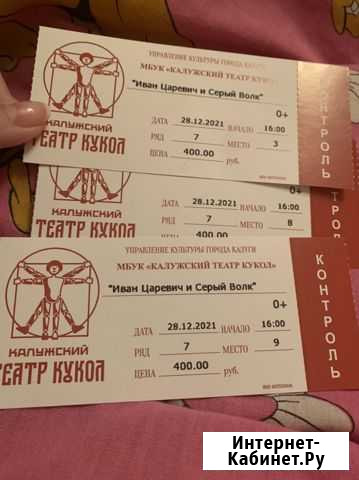 УПРАВЛЕНИЕ КУЛЬТУРЫ ГОРОДА КАЛУГИ
МБУК «КАЛУЖСКИЙ ТЕАТР КУКОЛ»
"Иван Царевич и Серый Волк"
0+
ДАТА 28.12.2021 НАЧАЛО 16:00
РЯД 7 МЕСТО 3
ЦЕНА 400.00 руб.
КАЛУЖСКИЙ
ТЕАТР КУКОЛ
КОНТРОЛЬ
ДАТА 28.12.2021 НАЧАЛО 16:00
РЯД 7 МЕСТО 8
400.00
КАЛУЖСКИЙ
ТЕАТР КУКОЛ
УПРАВЛЕНИЕ КУЛЬТУРЫ ГОРОДА КАЛУГИ
МБУК «КАЛУЖСКИЙ ТЕАТР КУКОЛ»
"Иван Царевич и Серый Волк"
0+
ДАТА 28.12.2021 НАЧАЛО 16:00
РЯД 7 МЕСТО 9
ЦЕНА 400.00 руб.
КАЛУЖСКИЙ
ТЕАТР КУКОЛ
КОНТРОЛЬ
Интернет-
Кабинет.Ру